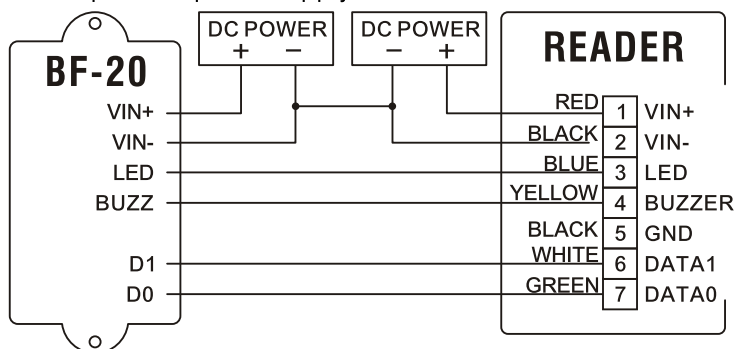 DC POWER DC POWER
+ − − +
BF-20
READER
VIN+ RED 1 VIN+
VIN- BLACK 2 VIN-
LED BLUE 3 LED
BUZZ YELLOW 4 BUZZER
BLACK 5 GND
D1 WHITE 6 DATA1
D0 GREEN 7 DATA0